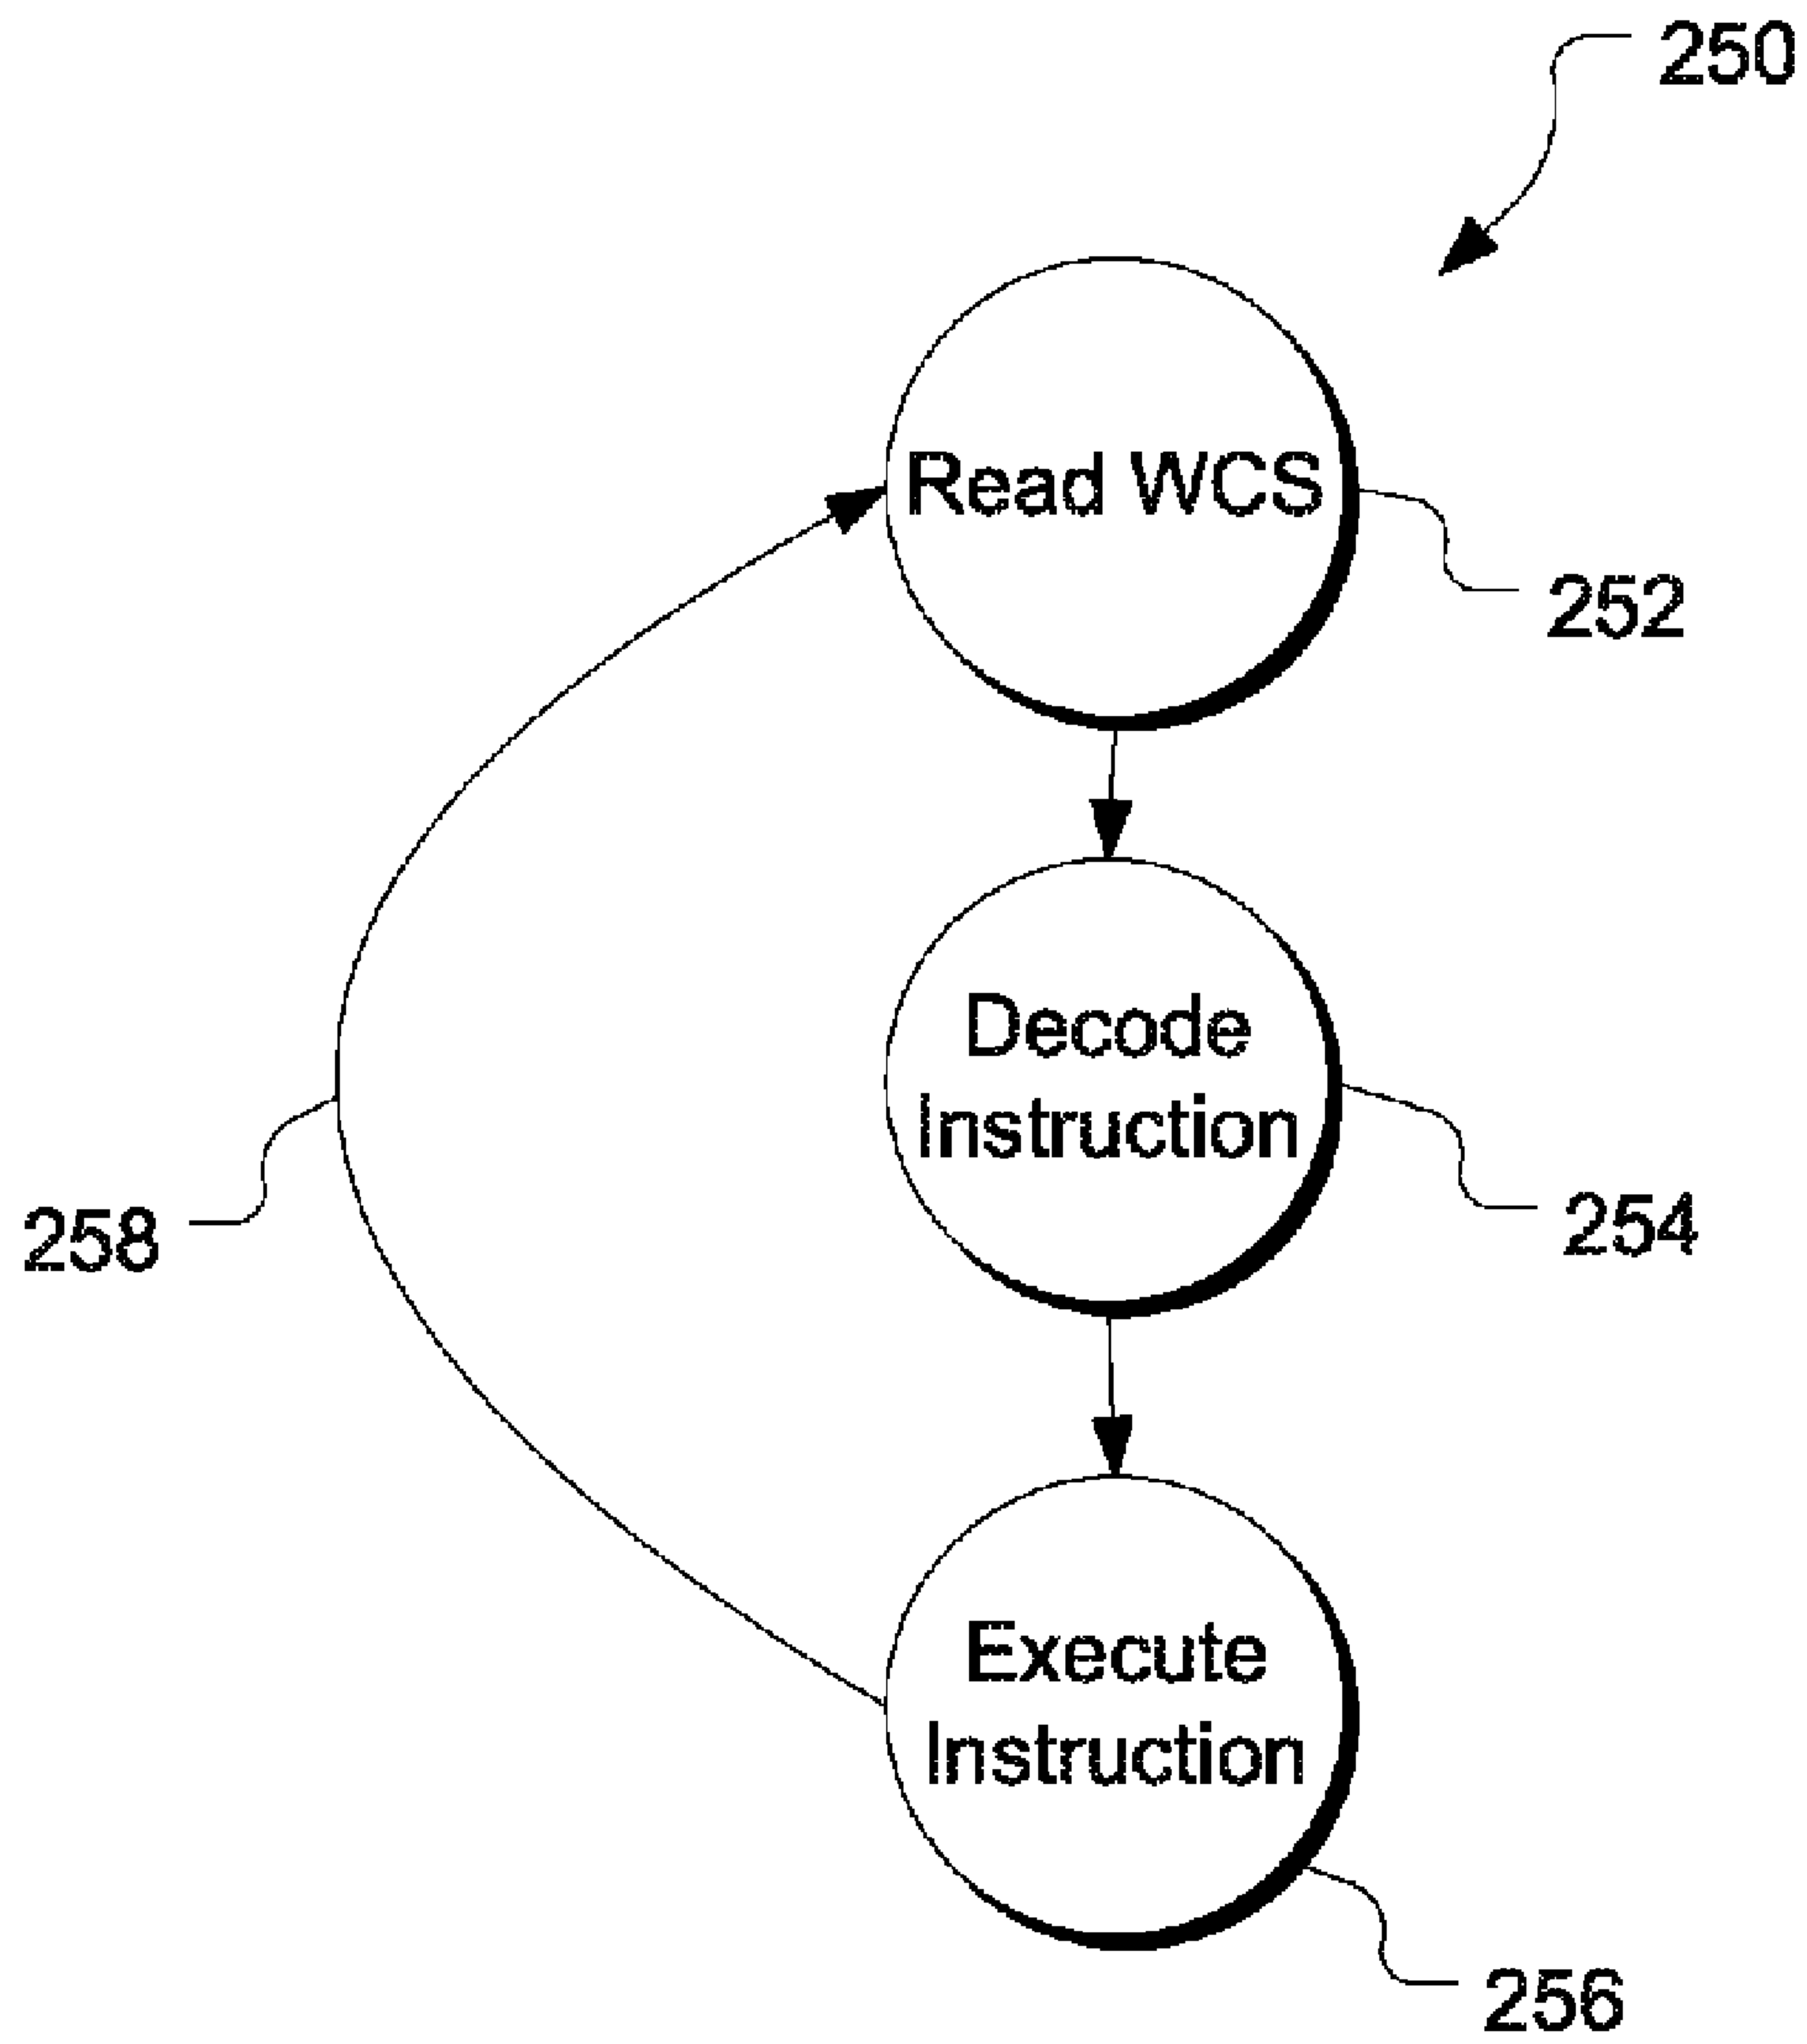 250
Read WCS
252
Decode
Instruction
254
258
Execute
Instruction
256